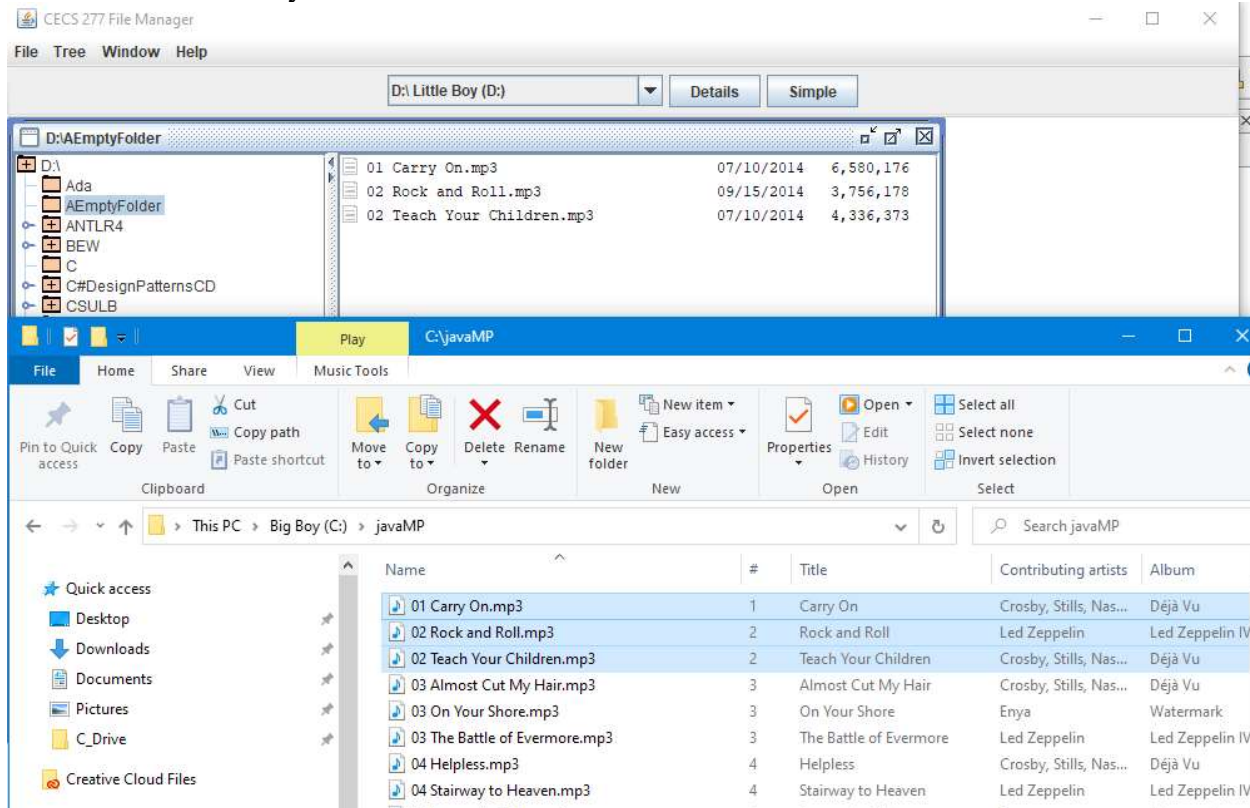 CECS 277 File Manager
File Tree Window Help
D:\ Little Boy (D:) Details Simple
D:\AEmptyFolder
D:\
Ada
AEmptyFolder
ANTLR4
BEW
C
C#DesignPatternsCD
CSULB
01 Carry On.mp3 07/10/2014 6,580,176
02 Rock and Roll.mp3 09/15/2014 3,756,178
02 Teach Your Children.mp3 07/10/2014 4,336,373
Play C:\javaMP
File Home Share View Music Tools
Pin to Quick access
Copy
Paste
Cut
Copy path
Paste shortcut
Clipboard
Move to
Copy to
Delete
Rename
Organize
New folder
New item
Easy access
New
Properties
Open
Edit
History
Open
Select all
Select none
Invert selection
Select
This PC > Big Boy (C:) > javaMP
Search javaMP
Quick access
Desktop
Downloads
Documents
Pictures
C_Drive
Creative Cloud Files
Name # Title Contributing artists Album
01 Carry On.mp3 1 Carry On Crosby, Stills, Nas... Déjà Vu
02 Rock and Roll.mp3 2 Rock and Roll Led Zeppelin Led Zeppelin IV
02 Teach Your Children.mp3 2 Teach Your Children Crosby, Stills, Nas... Déjà Vu
03 Almost Cut My Hair.mp3 3 Almost Cut My Hair Crosby, Stills, Nas... Déjà Vu
03 On Your Shore.mp3 3 On Your Shore Enya Watermark
03 The Battle of Evermore.mp3 3 The Battle of Evermore Led Zeppelin Led Zeppelin IV
04 Helpless.mp3 4 Helpless Crosby, Stills, Nas... Déjà Vu
04 Stairway to Heaven.mp3 4 Stairway to Heaven Led Zeppelin Led Zeppelin IV